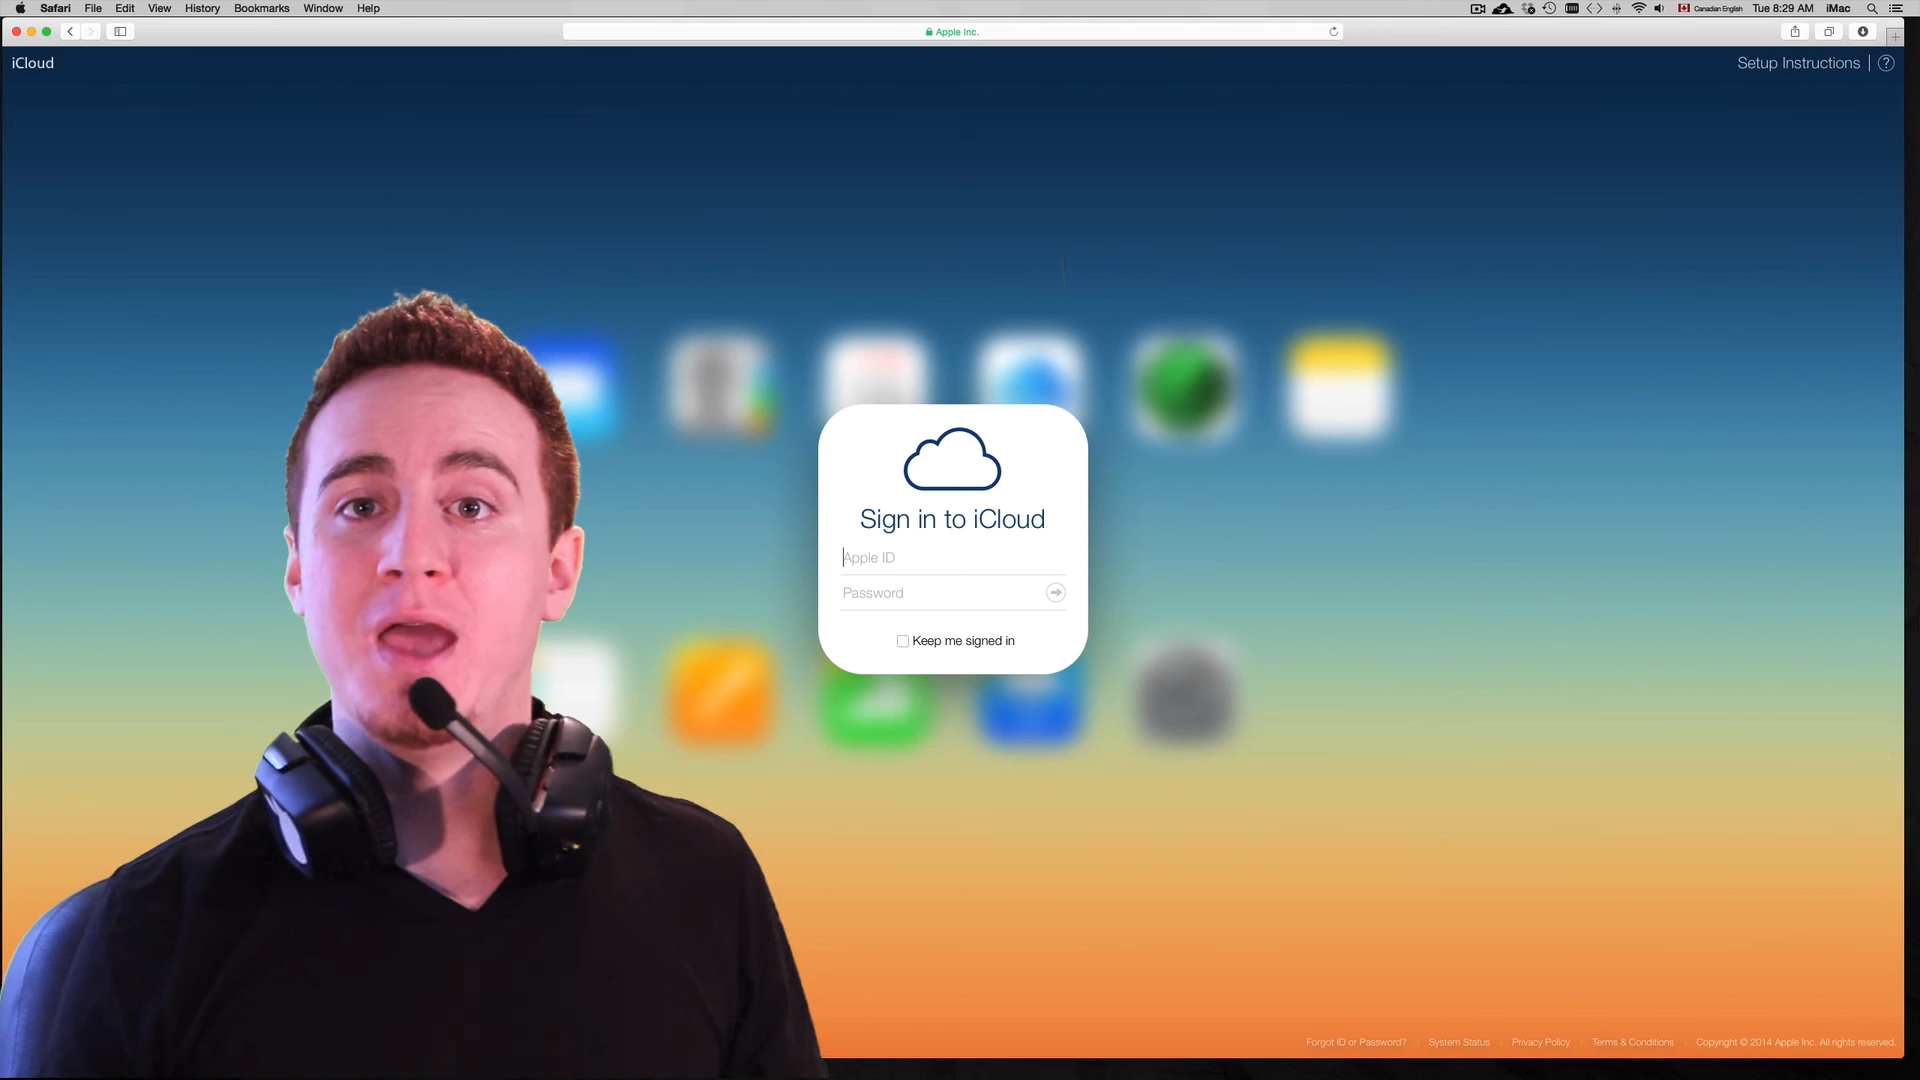 Safari File Edit View History Bookmarks Window Help Canadian English Tue 8:29 AM iMac
Apple Inc.
iCloud Setup Instructions ?
Sign in to iCloud
Apple ID
Password
Keep me signed in
Forgot ID or Password? System Status Privacy Policy Terms & Conditions Copyright © 2014 Apple Inc. All rights reserved.